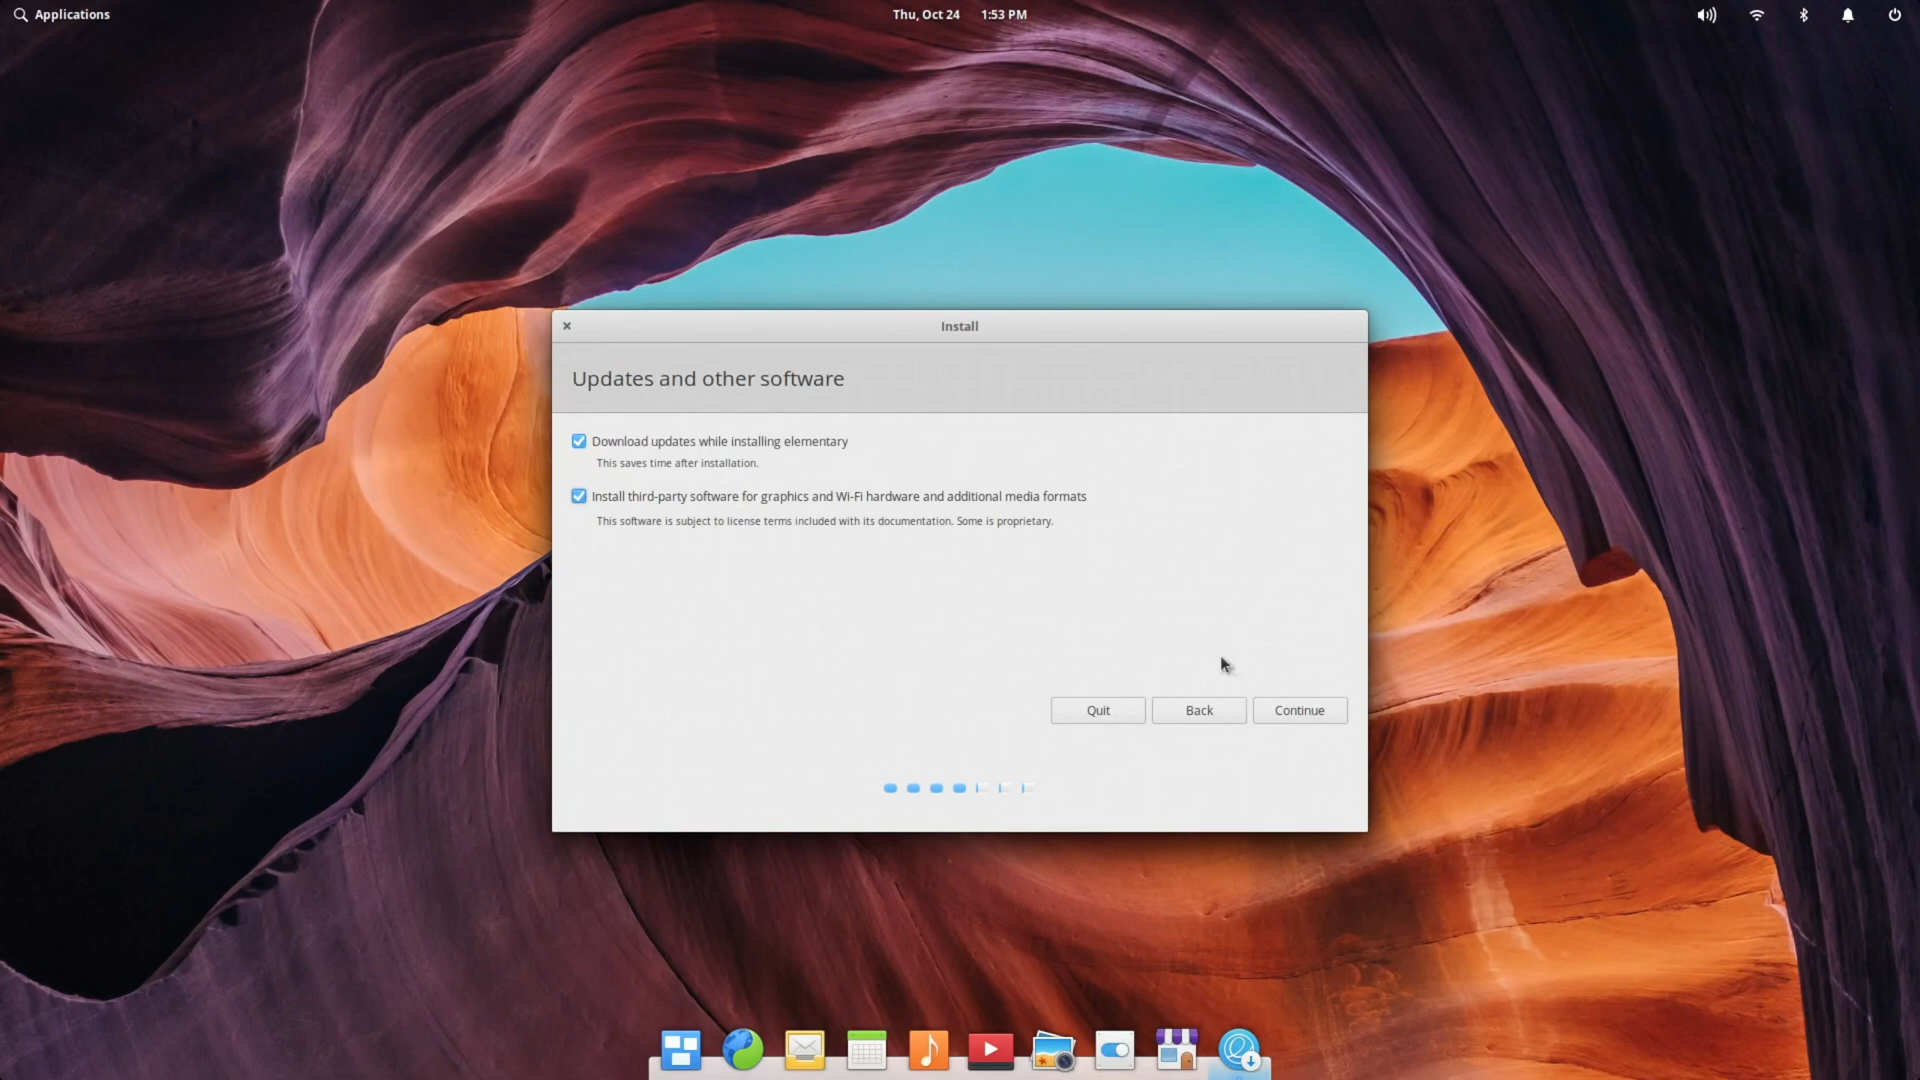 Applications
Thu, Oct 24 1:53 PM
Install
Updates and other software
Download updates while installing elementary
This saves time after installation.
Install third-party software for graphics and Wi-Fi hardware and additional media formats
This software is subject to license terms included with its documentation. Some is proprietary.
Quit Back Continue